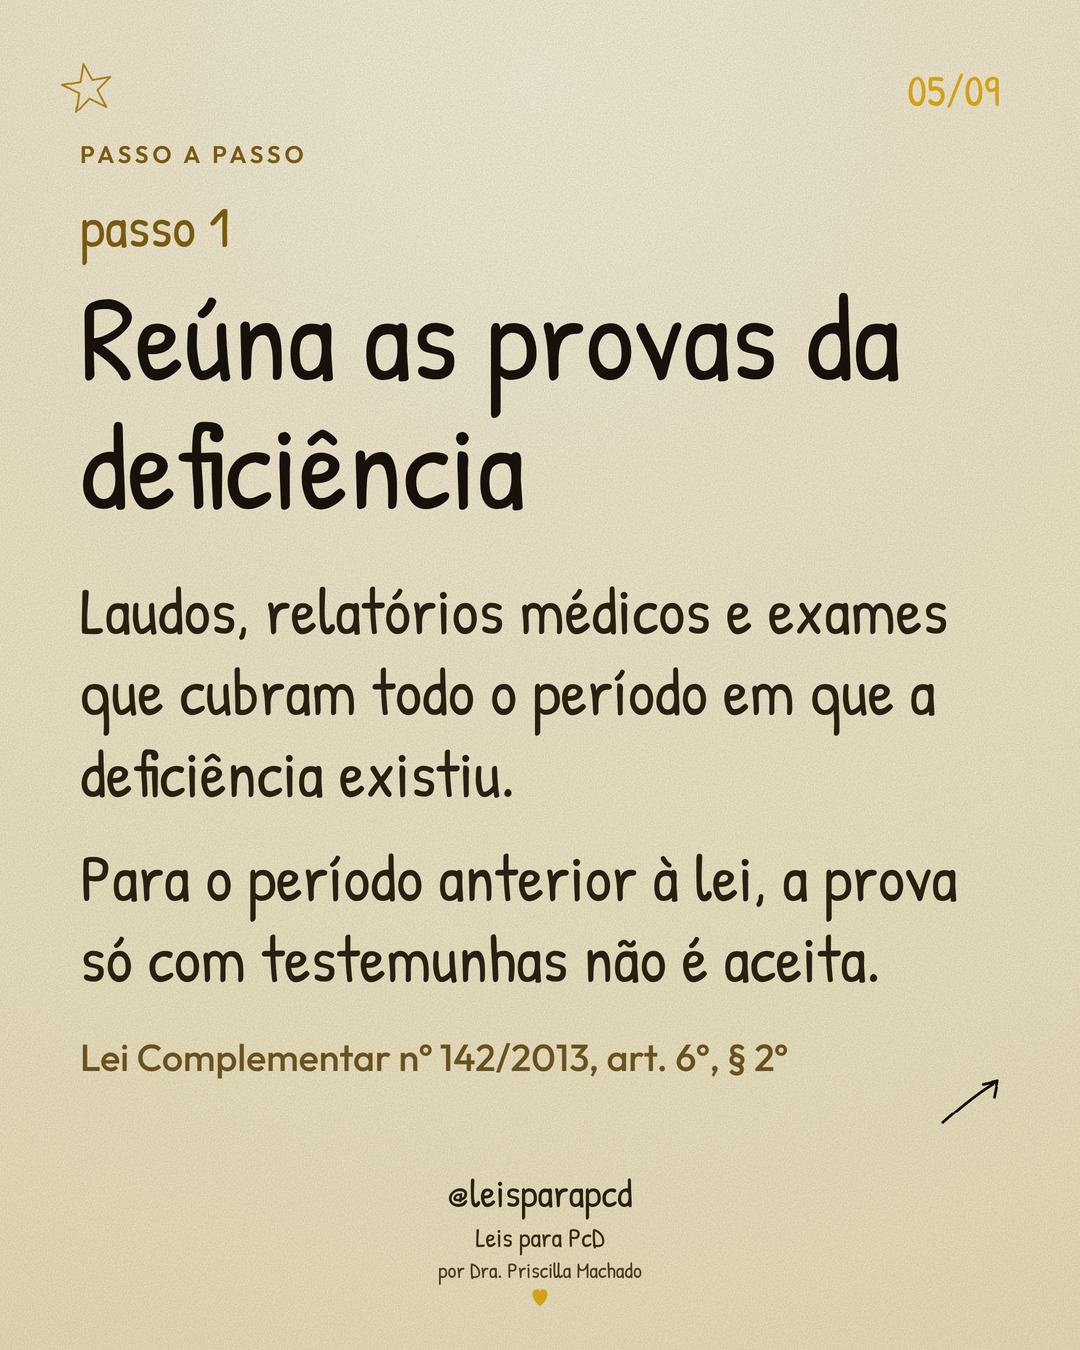 05/09
PASSO A PASSO
passo 1
Reúna as provas da
deficiência
Laudos, relatórios médicos e exames
que cubram todo o período em que a
deficiência existiu.
Para o período anterior à lei, a prova
só com testemunhas não é aceita.
Lei Complementar nº 142/2013, art. 6º, § 2º
@leisparapcd
Leis para PcD
por Dra. Priscilla Machado